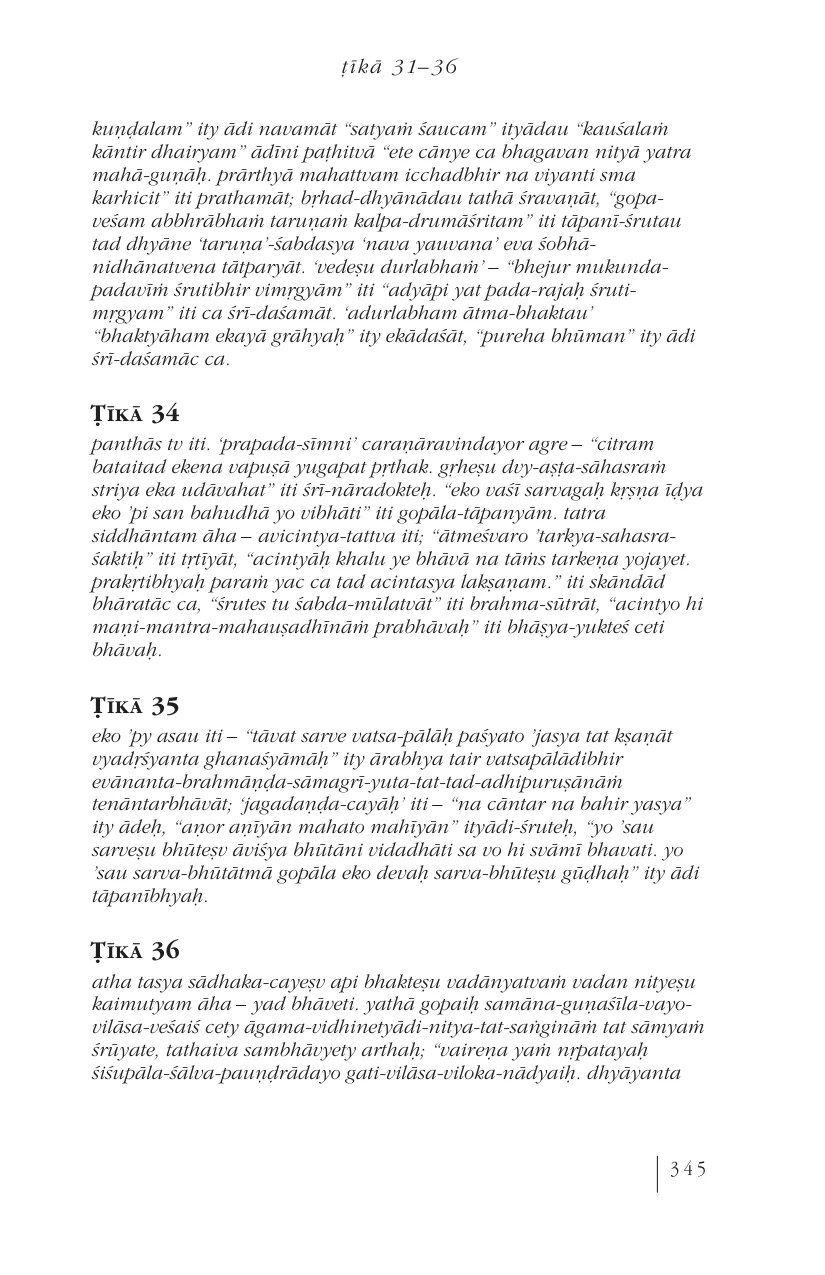 ṭīkā 31–36
kuṇḍalam” ity ādi navamāt “satyaṁ śaucam” ityādau “kauśalaṁ
kāntir dhairyam” ādīni paṭhitvā “ete cānye ca bhagavan nityā yatra
mahā-guṇāḥ. prārthyā mahattvam icchadbhir na viyanti sma
karhicit” iti prathamāt; bṛhad-dhyānādau tathā śravaṇāt, “gopa-
veśam abbhrābhaṁ taruṇaṁ kalpa-drumāśritam” iti tāpanī-śrutau
tad dhyāne ‘taruṇa’-śabdasya ‘nava yauvana’ eva śobhā-
nidhānatvena tātparyāt. ‘vedeṣu durlabhaṁ’ – “bhejur mukunda-
padavīṁ śrutibhir vimṛgyām” iti “adyāpi yat pada-rajaḥ śruti-
mṛgyam” iti ca śrī-daśamāt. ‘adurlabham ātma-bhaktau’
“bhaktyāham ekayā grāhyaḥ” ity ekādaśāt, “pureha bhūman” ity ādi
śrī-daśamāc ca.
Ṭīkā 34
panthās tv iti. ‘prapada-sīmni’ caraṇāravindayor agre – “citram
bataitad ekena vapuṣā yugapat pṛthak. gṛheṣu dvy-aṣṭa-sāhasraṁ
striya eka udāvahat” iti śrī-nāradokteḥ. “eko vaśī sarvagaḥ kṛṣṇa īḍya
eko ’pi san bahudhā yo vibhāti” iti gopāla-tāpanyām. tatra
siddhāntam āha – avicintya-tattva iti; “ātmeśvaro ’tarkya-sahasra-
śaktiḥ” iti tṛtīyāt, “acintyāḥ khalu ye bhāvā na tāṁs tarkeṇa yojayet.
prakṛtibhyaḥ paraṁ yac ca tad acintasya lakṣaṇam.” iti skāndād
bhāratāc ca, “śrutes tu śabda-mūlatvāt” iti brahma-sūtrāt, “acintyo hi
maṇi-mantra-mahauṣadhīnāṁ prabhāvaḥ” iti bhāṣya-yukteś ceti
bhāvaḥ.
Ṭīkā 35
eko ’py asau iti – “tāvat sarve vatsa-pālāḥ paśyato ’jasya tat kṣaṇāt
vyadṛśyanta ghanaśyāmāḥ” ity ārabhya tair vatsapālādibhir
evānanta-brahmāṇḍa-sāmagrī-yuta-tat-tad-adhipuruṣānāṁ
tenāntarbhāvāt; ‘jagadaṇḍa-cayāḥ’ iti – “na cāntar na bahir yasya”
ity ādeḥ, “aṇor aṇīyān mahato mahīyān” ityādi-śruteḥ, “yo ’sau
sarveṣu bhūteṣv āviśya bhūtāni vidadhāti sa vo hi svāmī bhavati. yo
’sau sarva-bhūtātmā gopāla eko devaḥ sarva-bhūteṣu gūḍhaḥ” ity ādi
tāpanībhyaḥ.
Ṭīkā 36
atha tasya sādhaka-cayeṣv api bhakteṣu vadānyatvaṁ vadan nityeṣu
kaimutyam āha – yad bhāveti. yathā gopaiḥ samāna-guṇaśīla-vayo-
vilāsa-veśaiś cety āgama-vidhinetyādi-nitya-tat-saṅgināṁ tat sāmyaṁ
śrūyate, tathaiva sambhāvyety arthaḥ; “vaireṇa yaṁ nṛpatayaḥ
śiśupāla-śālva-pauṇḍrādayo gati-vilāsa-viloka-nādyaiḥ. dhyāyanta
345